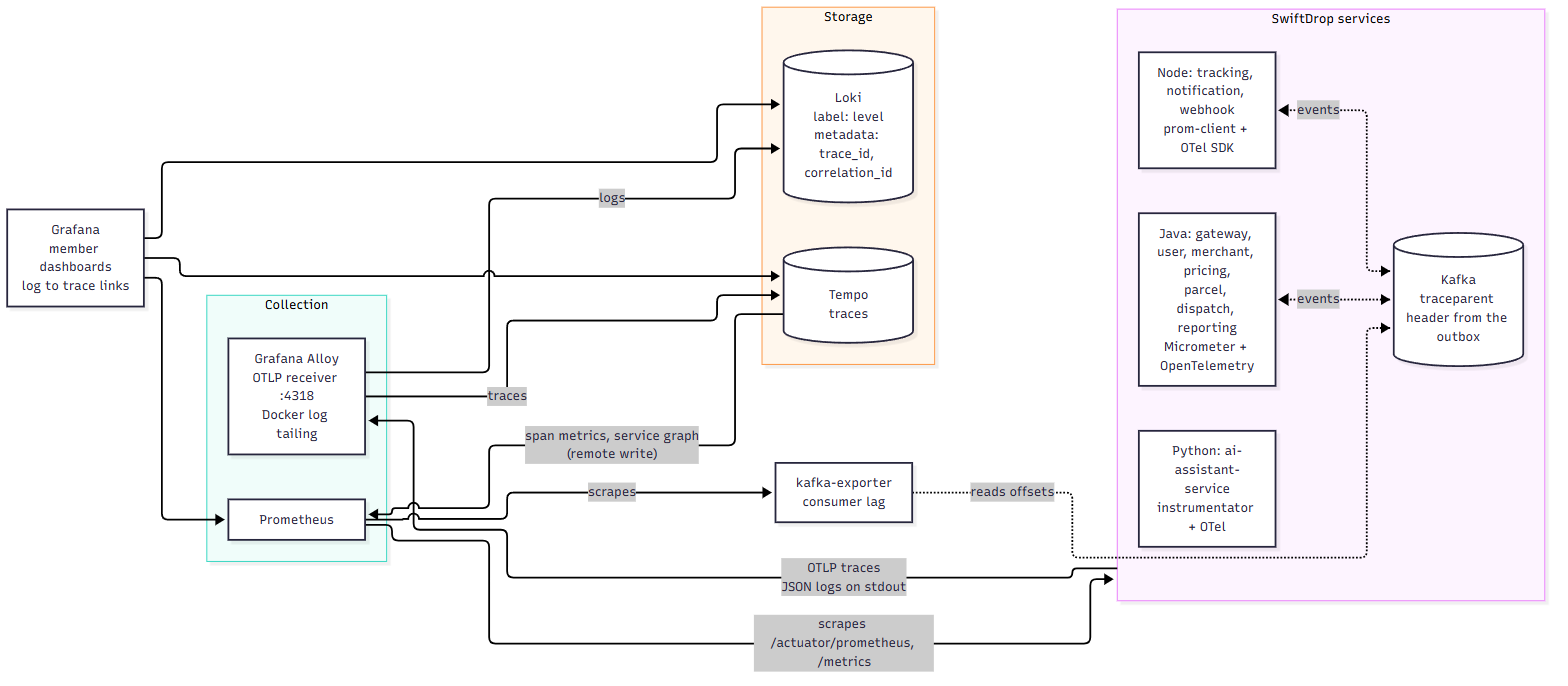 Storage
SwiftDrop services
Loki
label: level
metadata:
trace_id,
correlation_id
Node: tracking,
notification,
webhook
prom-client +
OTel SDK
events
logs
Grafana
member
dashboards
log to trace links
Java: gateway,
user, merchant,
pricing,
parcel,
dispatch,
reporting
Micrometer +
OpenTelemetry
events
Kafka
traceparent
header from the
outbox
Tempo
traces
Collection
Grafana Alloy
OTLP receiver
:4318
Docker log
tailing
traces
span metrics, service graph
(remote write)
Prometheus
scrapes
kafka-exporter
consumer lag
reads offsets
Python: ai-
assistant-
service
instrumentator
+ OTel
OTLP traces
JSON logs on stdout
scrapes
/actuator/prometheus,
/metrics